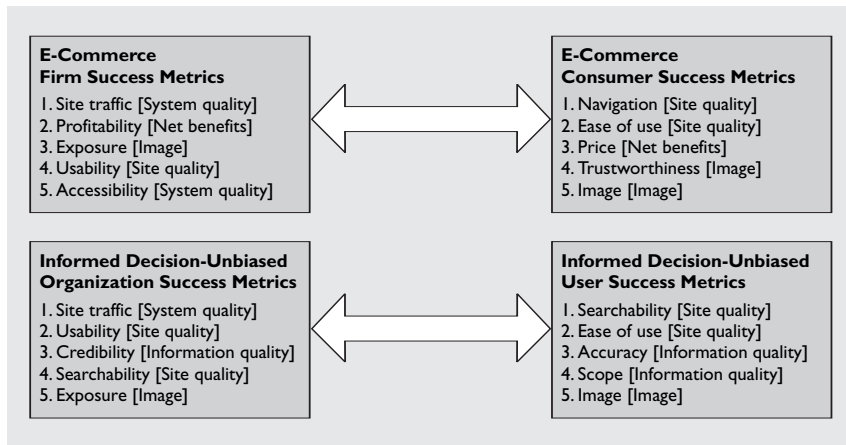 E-Commerce
Firm Success Metrics
1. Site traffic [System quality]
2. Profitability [Net benefits]
3. Exposure [Image]
4. Usability [Site quality]
5. Accessibility [System quality]
E-Commerce
Consumer Success Metrics
1. Navigation [Site quality]
2. Ease of use [Site quality]
3. Price [Net benefits]
4. Trustworthiness [Image]
5. Image [Image]
Informed Decision-Unbiased
Organization Success Metrics
1. Site traffic [System quality]
2. Usability [Site quality]
3. Credibility [Information quality]
4. Searchability [Site quality]
5. Exposure [Image]
Informed Decision-Unbiased
User Success Metrics
1. Searchability [Site quality]
2. Ease of use [Site quality]
3. Accuracy [Information quality]
4. Scope [Information quality]
5. Image [Image]